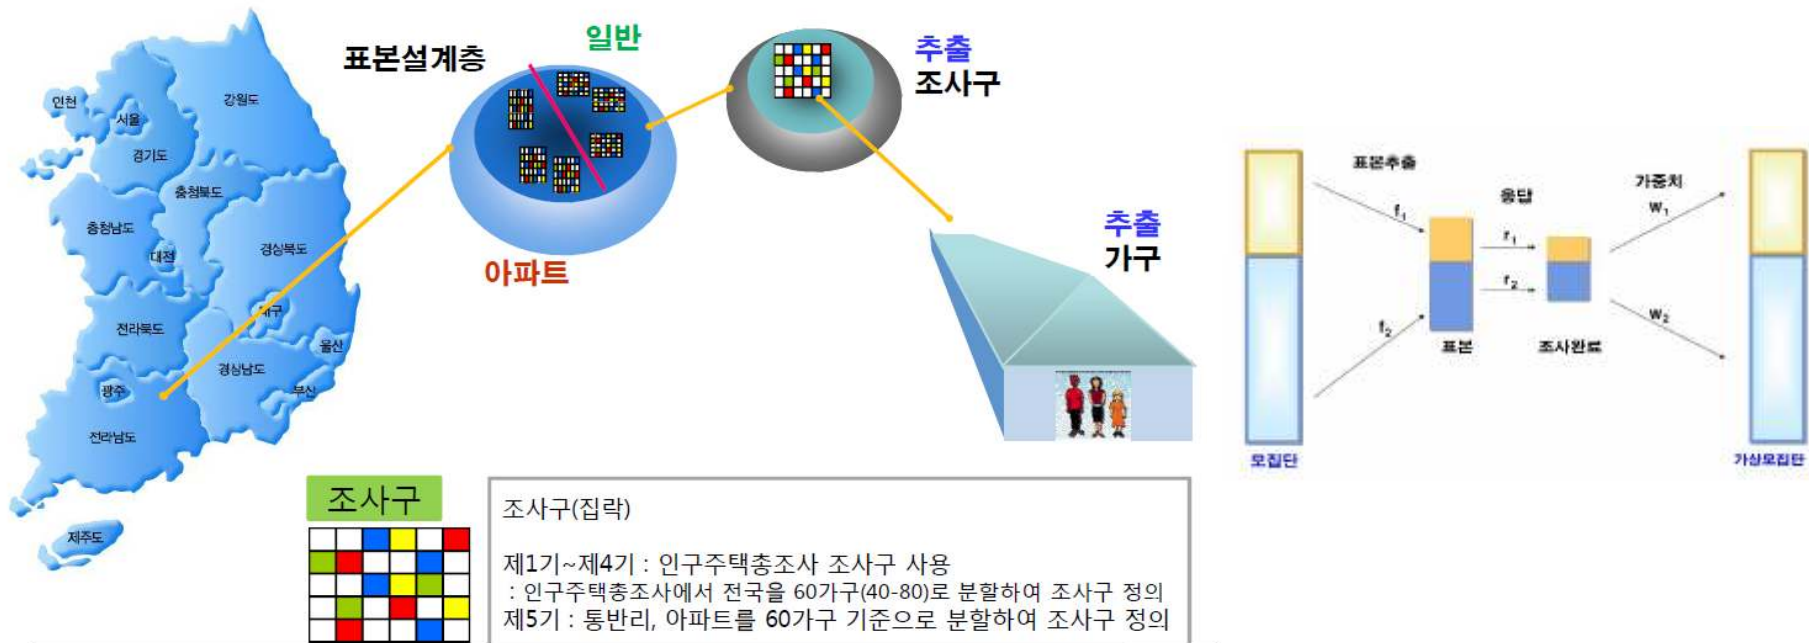 인천
서울
경기도
강원도
충청북도
충청남도
대전
경상북도
대구
전라북도
울산
경상남도
부산
광주
전라남도
제주도
표본설계층
일반
아파트
추출
조사구
추출
가구
표본추출
응답
가중치
f₁
r₁
w₁
f₂
r₂
w₂
표본
조사완료
모집단
가상모집단
조사구
조사구(집락)
제1기~제4기 : 인구주택총조사 조사구 사용
: 인구주택총조사에서 전국을 60가구(40-80)로 분할하여 조사구 정의
제5기 : 통반리, 아파트를 60가구 기준으로 분할하여 조사구 정의